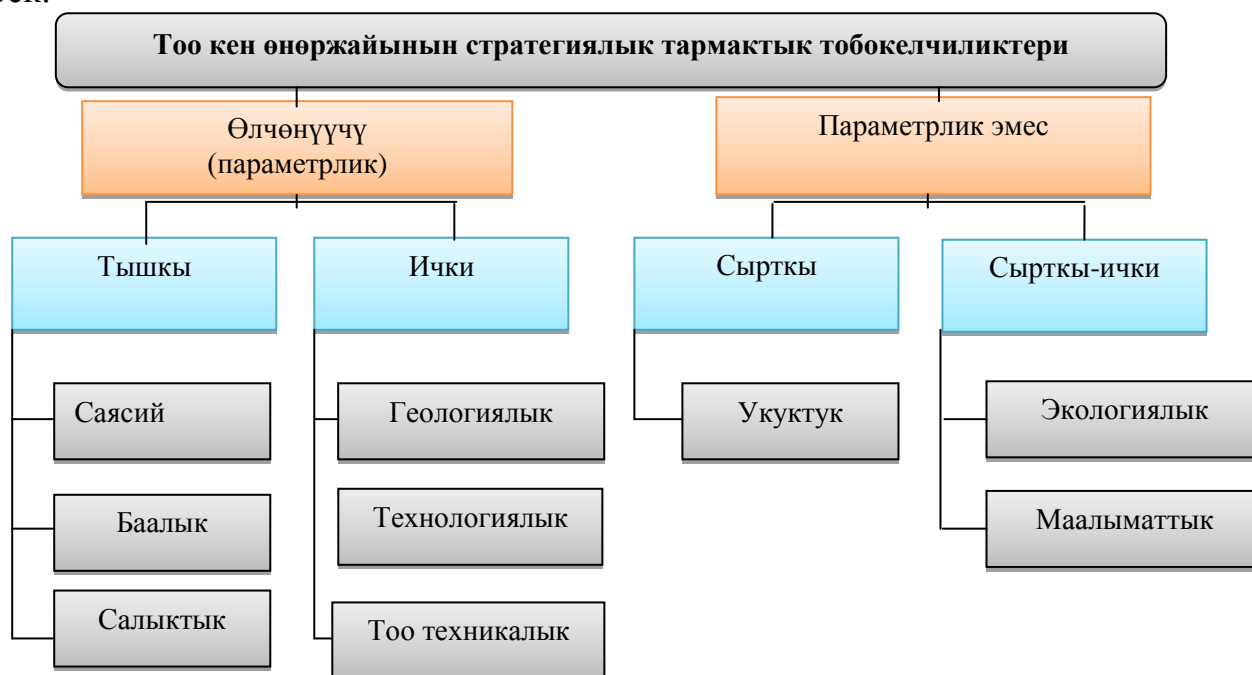 Тоо кен өнөржайынын стратегиялык тармактык тобокелчиликтери
Өлчөнүүчү
(параметрлик)
Параметрлик эмес
Тышкы
Ички
Сырткы
Сырткы-ички
Саясий
Геологиялык
Укуктук
Экологиялык
Баалык
Технологиялык
Маалыматтык
Салыктык
Тоо техникалык